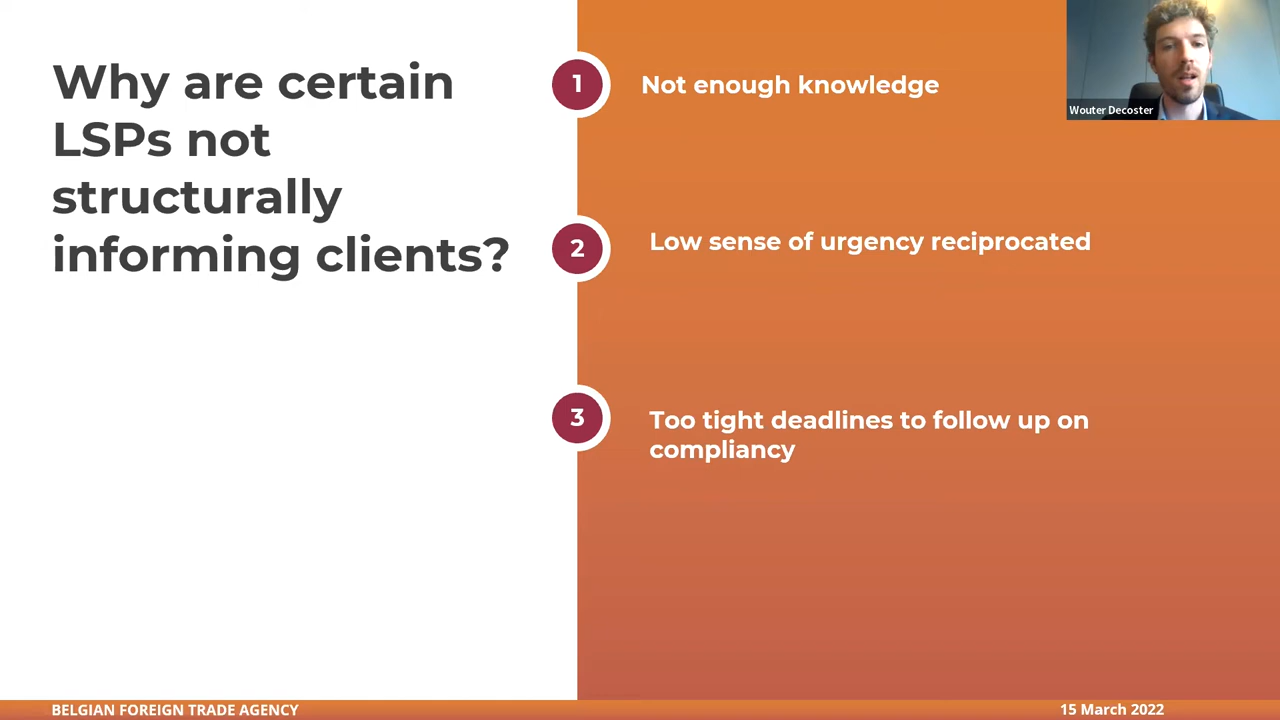 Why are certain
LSPs not
structurally
informing clients?
1
Not enough knowledge
2
Low sense of urgency reciprocated
3
Too tight deadlines to follow up on
compliancy
Wouter Decoster
BELGIAN FOREIGN TRADE AGENCY
15 March 2022